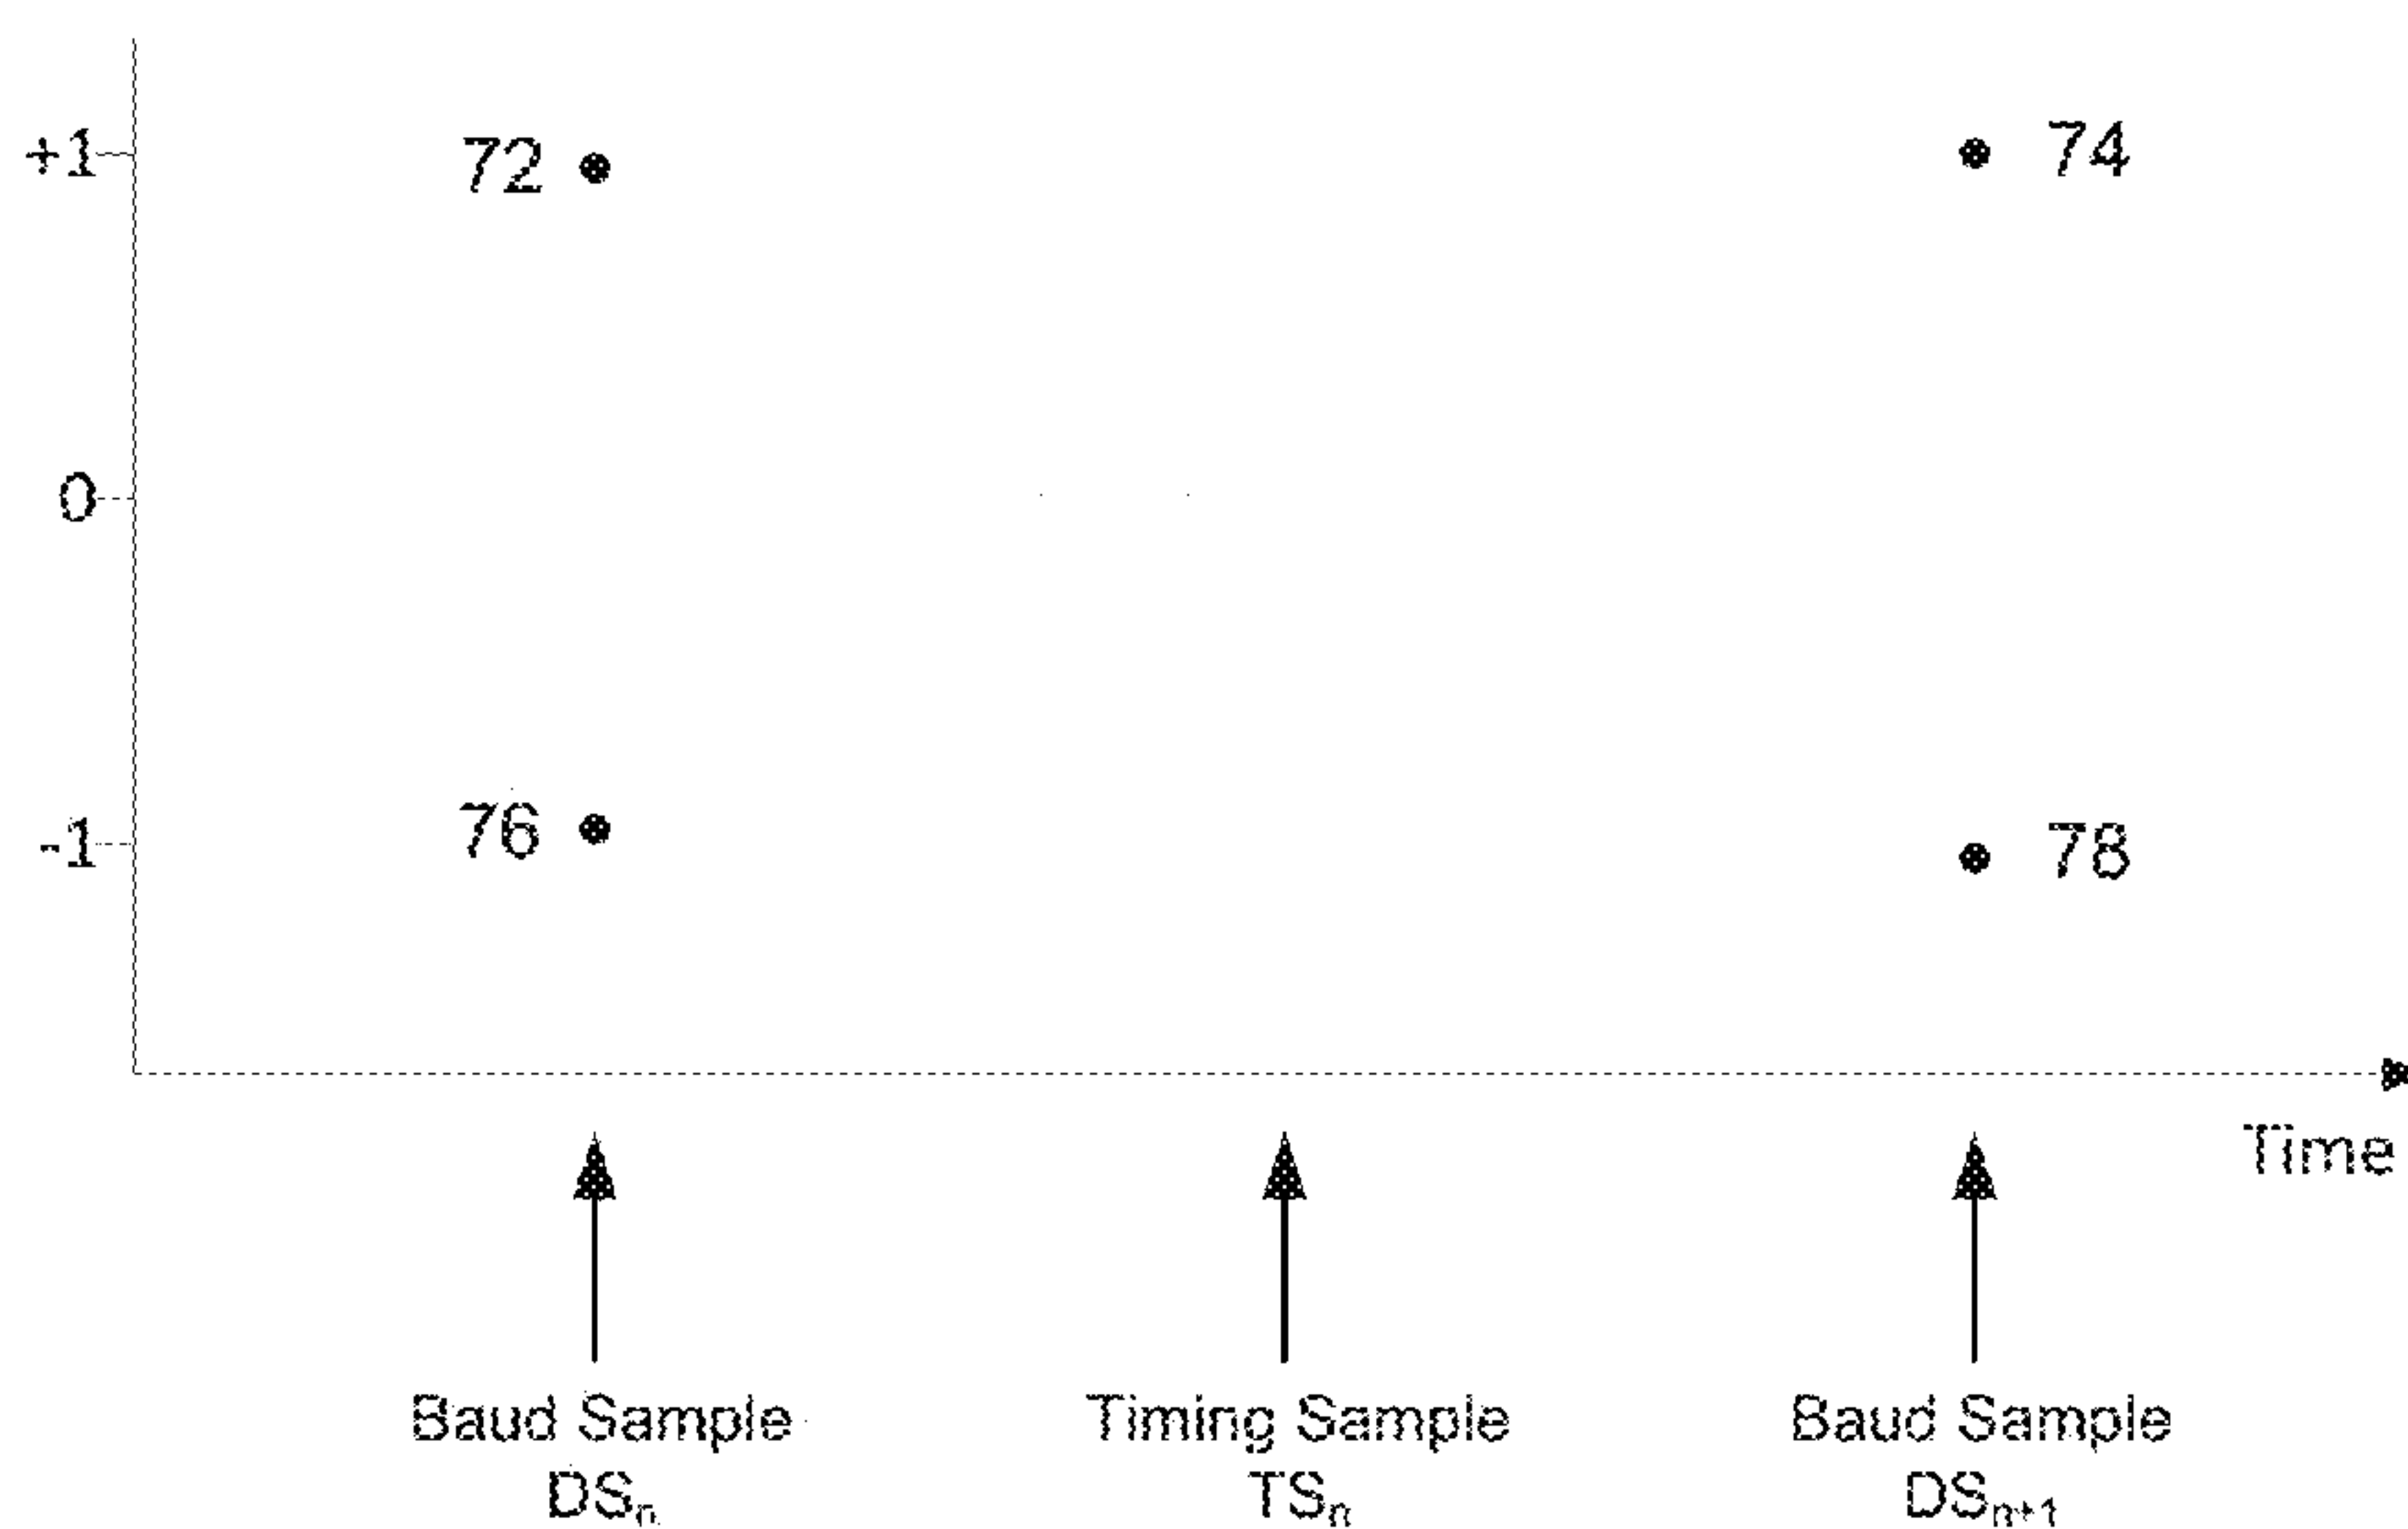 +1
72
74
0
76
-1
78
Time
Baud Sample
DSn
Timing Sample
TSn
Baud Sample
DSn+1